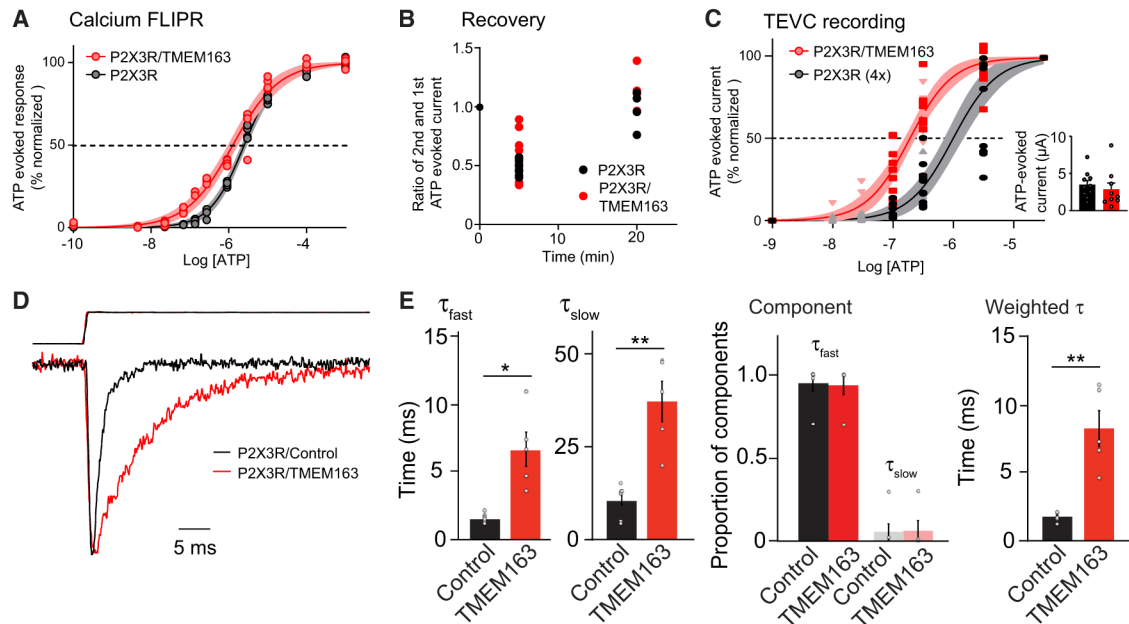 A Calcium FLIPR
P2X3R/TMEM163
P2X3R
ATP evoked response
(% normalized)
100
50
0
-10
-8
-6
-4
Log [ATP]
B Recovery
Ratio of 2nd and 1st
ATP evoked current
1.5
1.0
0.5
0
0
10
20
Time (min)
P2X3R
P2X3R/
TMEM163
C TEVC recording
P2X3R/TMEM163
P2X3R (4x)
ATP evoked current
(% normalized)
100
50
0
-9
-8
-7
-6
-5
Log [ATP]
ATP-evoked
current (µA)
10
5
0
D
P2X3R/Control
P2X3R/TMEM163
5 ms
E
τfast
Time (ms)
15
10
5
0
*
Control
TMEM163
τslow
50
25
0
**
Control
TMEM163
Component
Proportion of components
1.0
0.5
0
τfast
τslow
Control
TMEM163
Control
TMEM163
Weighted τ
Time (ms)
15
10
5
0
**
Control
TMEM163